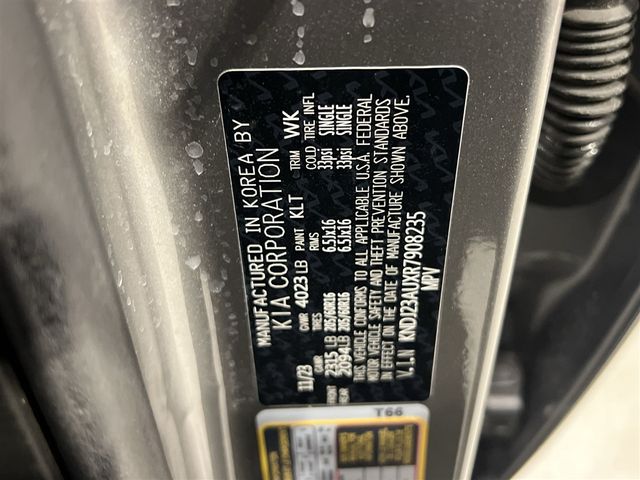 MANUFACTURED IN KOREA BY
KIA CORPORATION
11/23 GVWR 4023 LB PAINT KLT TRIM WK
GAWR TIRES RIMS COLD TIRE INFL
FRONT 2315 LB 205/60R16 6.5Jx16 33psi SINGLE
REAR 2094 LB 205/60R16 6.5Jx16 33psi SINGLE
THIS VEHICLE CONFORMS TO ALL APPLICABLE U.S.A. FEDERAL
MOTOR VEHICLE SAFETY AND THEFT PREVENTION STANDARDS
IN EFFECT ON THE DATE OF MANUFACTURE SHOWN ABOVE.
V.I.N KNDJ23AUXR7908235
MPV
T66